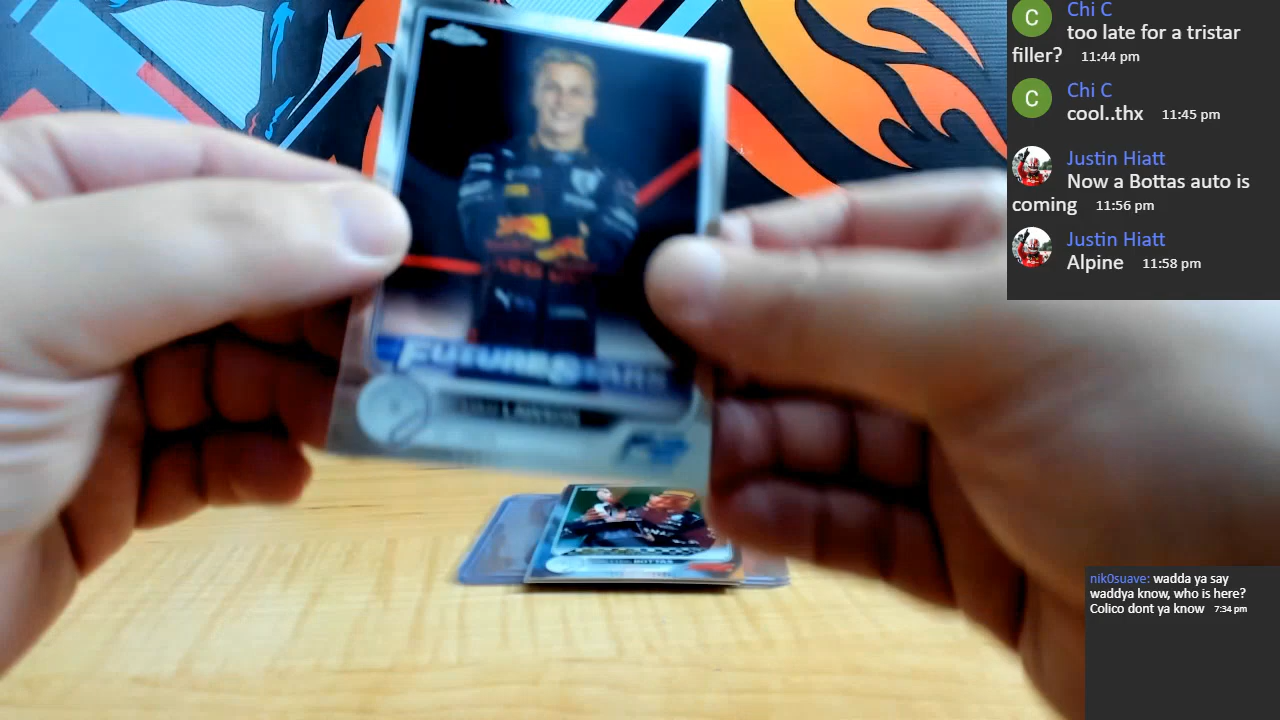 Chi C
too late for a tristar
filler? 11:44 pm
C
Chi C
cool..thx 11:45 pm
C
Justin Hiatt
Now a Bottas auto is
coming 11:56 pm
Justin Hiatt
Alpine 11:58 pm
FUTURE STARS
LAWSON
BOTTAS
nik0suave: wadda ya say
waddya know, who is here?
Colico dont ya know 7:34 pm